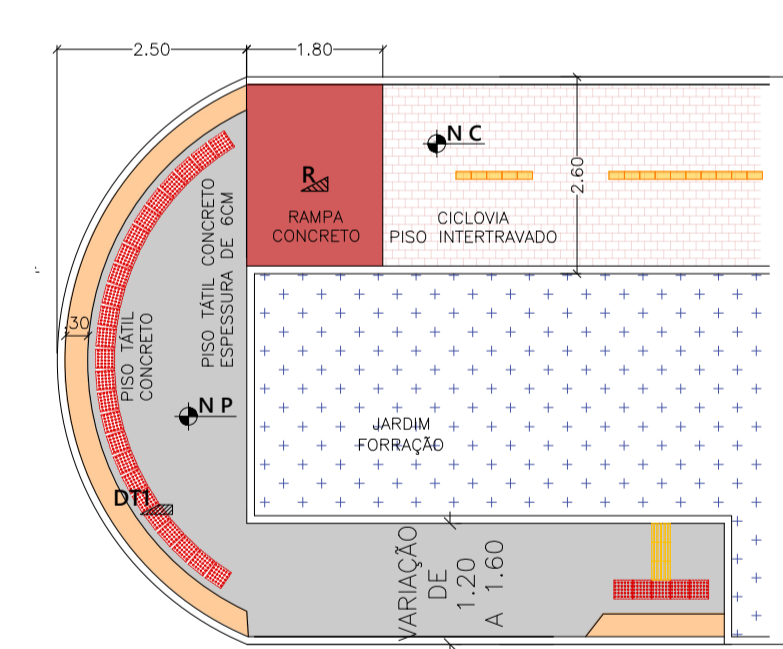 2.50
1.80
N C
R
2.60
RAMPA
CONCRETO
CICLOVIA
PISO INTERTRAVADO
PISO TÁTIL CONCRETO
ESPESSURA DE 6CM
.30
PISO TÁTIL
CONCRETO
N P
JARDIM
FORRAÇÃO
DT1
VARIAÇÃO
DE
1.20
A 1.60